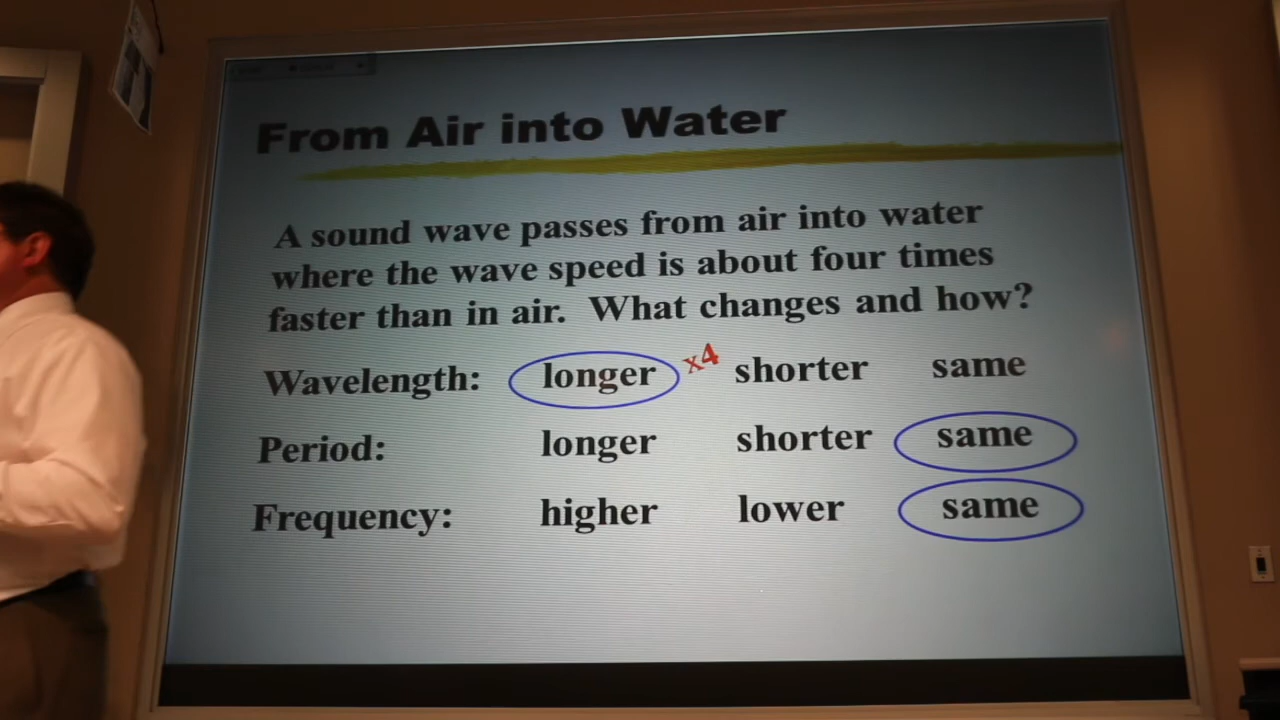 From Air into Water
A sound wave passes from air into water
where the wave speed is about four times
faster than in air. What changes and how?
Wavelength: longer x4 shorter same
Period: longer shorter same
Frequency: higher lower same